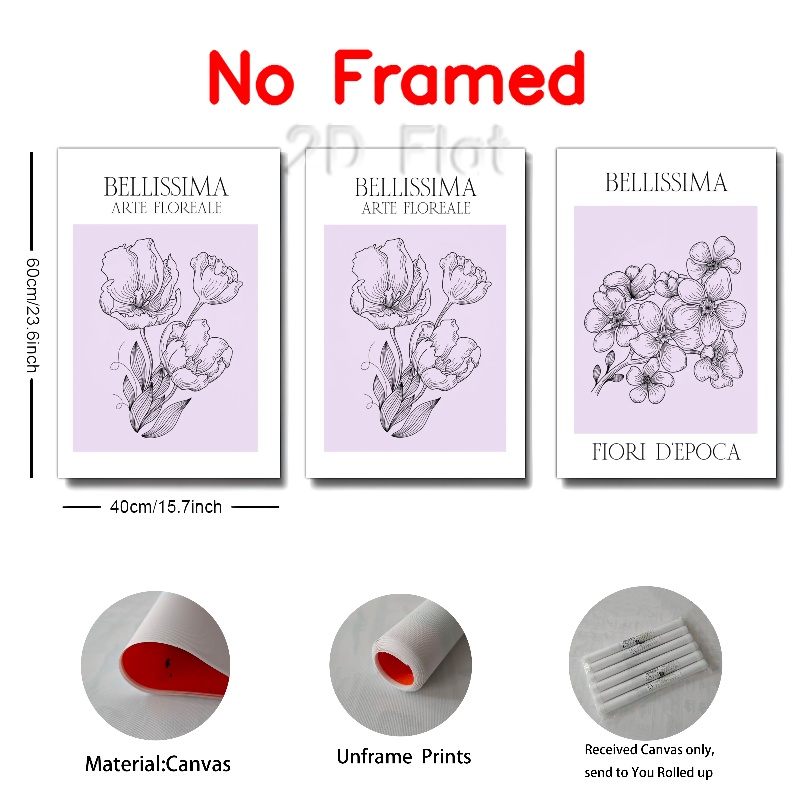 No Framed
2D Flat
BELLISSIMA
ARTE FLOREALE
BELLISSIMA
ARTE FLOREALE
BELLISSIMA
FIORI D'EPOCA
60cm/23.6inch
40cm/15.7inch
Material:Canvas
Unframe Prints
Received Canvas only,
send to You Rolled up